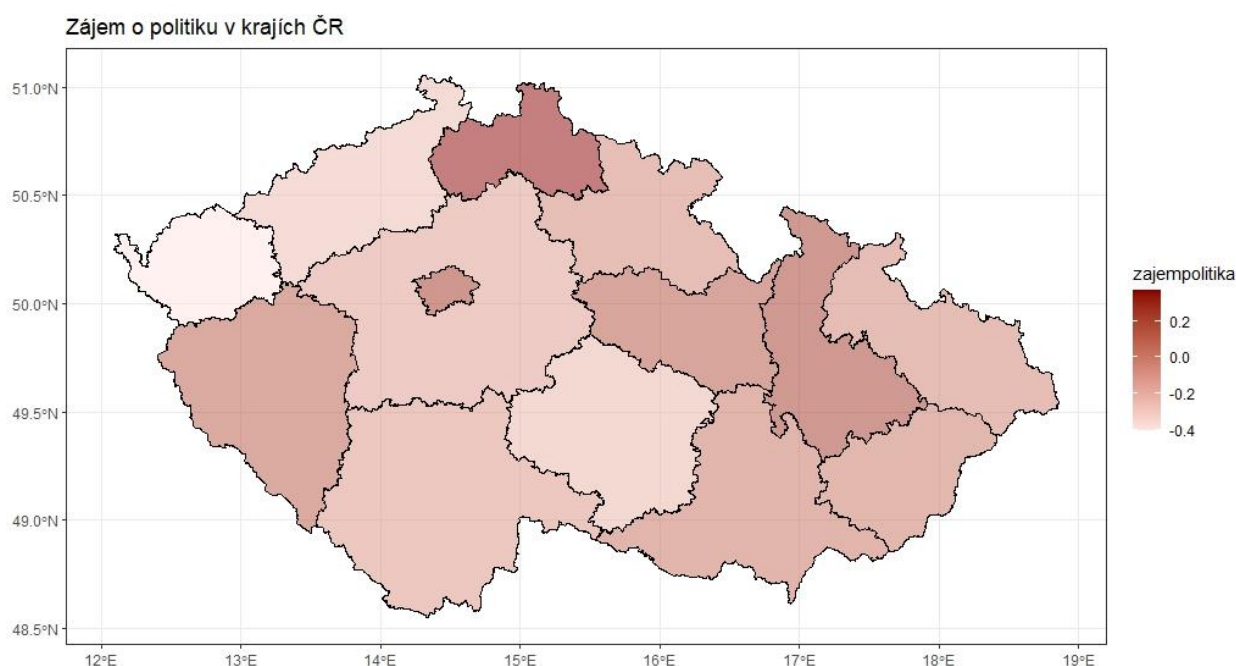 Zájem o politiku v krajích ČR
51.0°N
50.5°N
50.0°N
49.5°N
49.0°N
48.5°N
12°E
13°E
14°E
15°E
16°E
17°E
18°E
19°E
zajempolitika
0.2
0.0
-0.2
-0.4